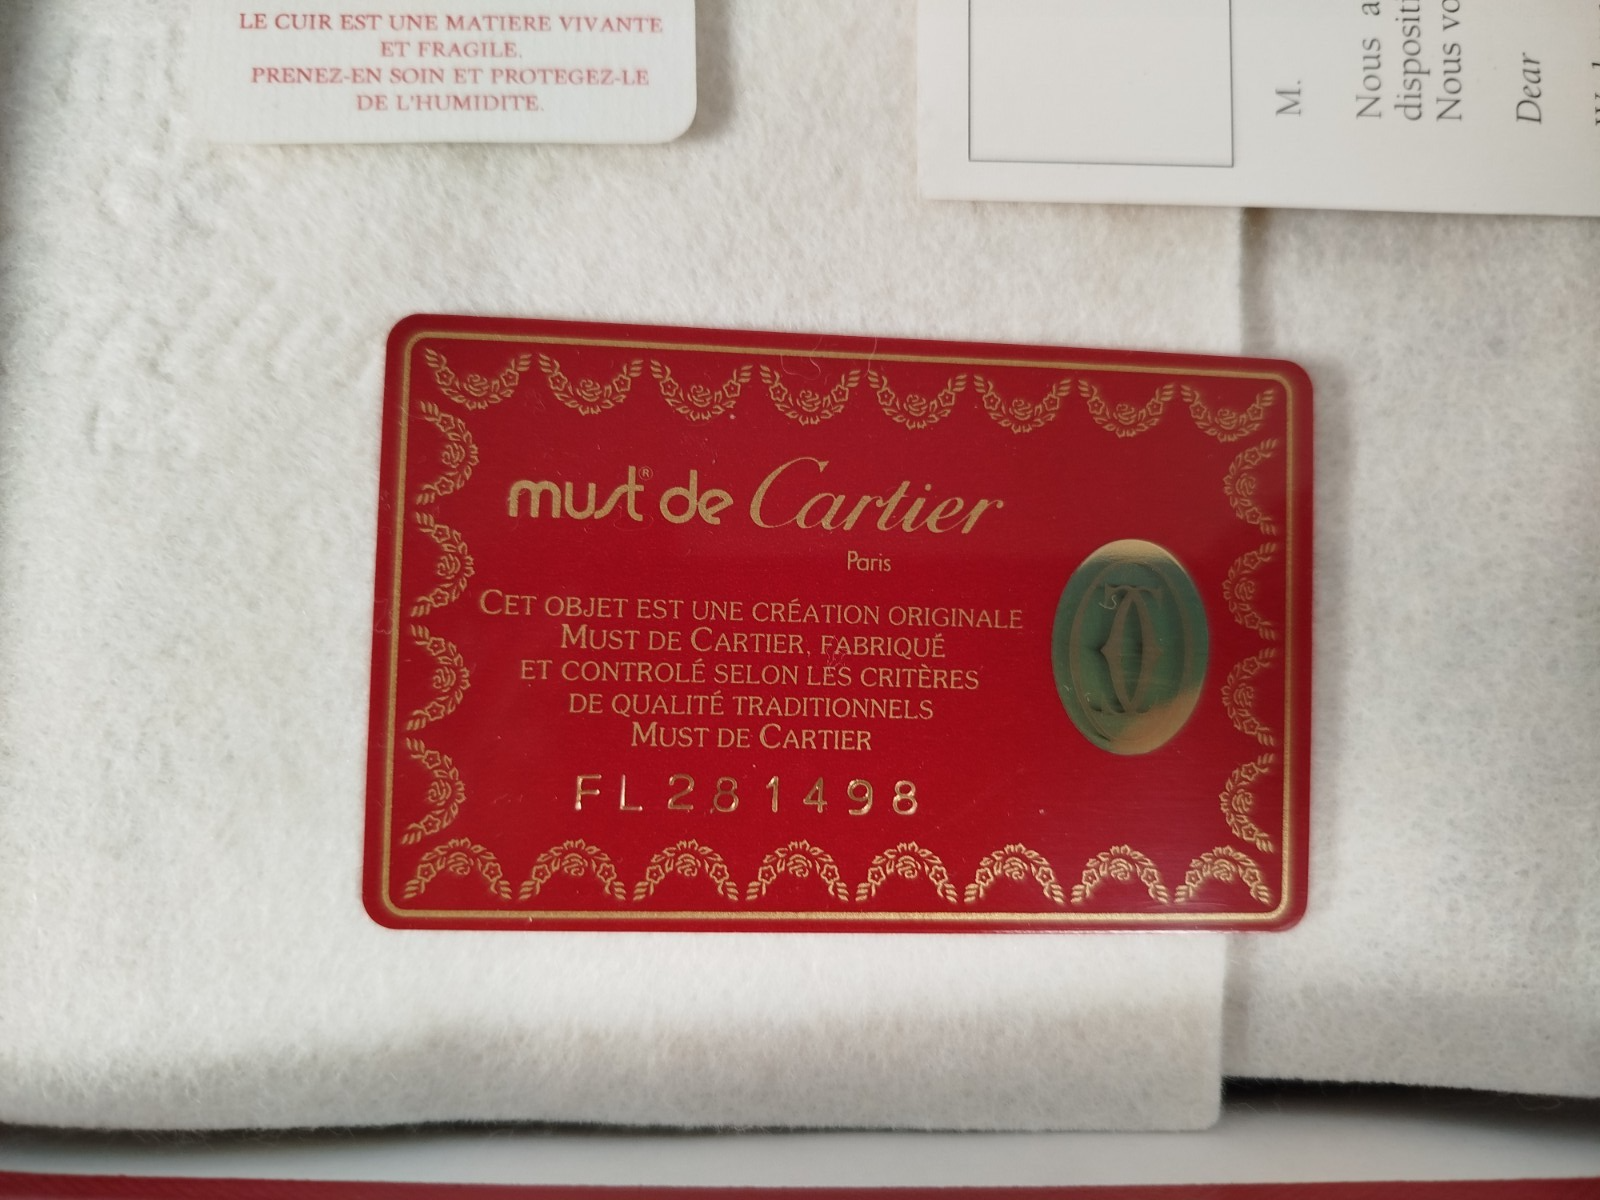 LE CUIR EST UNE MATIERE VIVANTE
ET FRAGILE.
PRENEZ-EN SOIN ET PROTEGEZ-LE
DE L'HUMIDITE.
M.
Nous a
dispositi
Nous vo
Dear
must® de Cartier
Paris
CET OBJET EST UNE CRÉATION ORIGINALE
MUST DE CARTIER, FABRIQUÉ
ET CONTROLÉ SELON LES CRITÈRES
DE QUALITÉ TRADITIONNELS
MUST DE CARTIER
FL281498